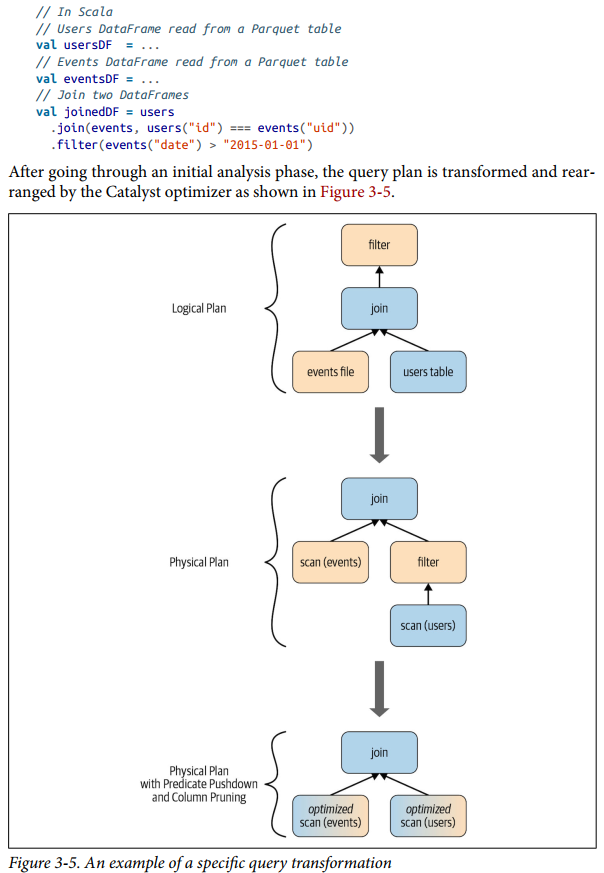 // In Scala
// Users DataFrame read from a Parquet table
val usersDF = ...
// Events DataFrame read from a Parquet table
val eventsDF = ...
// Join two DataFrames
val joinedDF = users
.join(events, users("id") === events("uid"))
.filter(events("date") > "2015-01-01")
After going through an initial analysis phase, the query plan is transformed and rear-
ranged by the Catalyst optimizer as shown in Figure 3-5.
filter
Logical Plan
join
events file
users table
join
Physical Plan
scan (events)
filter
scan (users)
join
Physical Plan
with Predicate Pushdown
and Column Pruning
optimized
scan (events)
optimized
scan (users)
Figure 3-5. An example of a specific query transformation